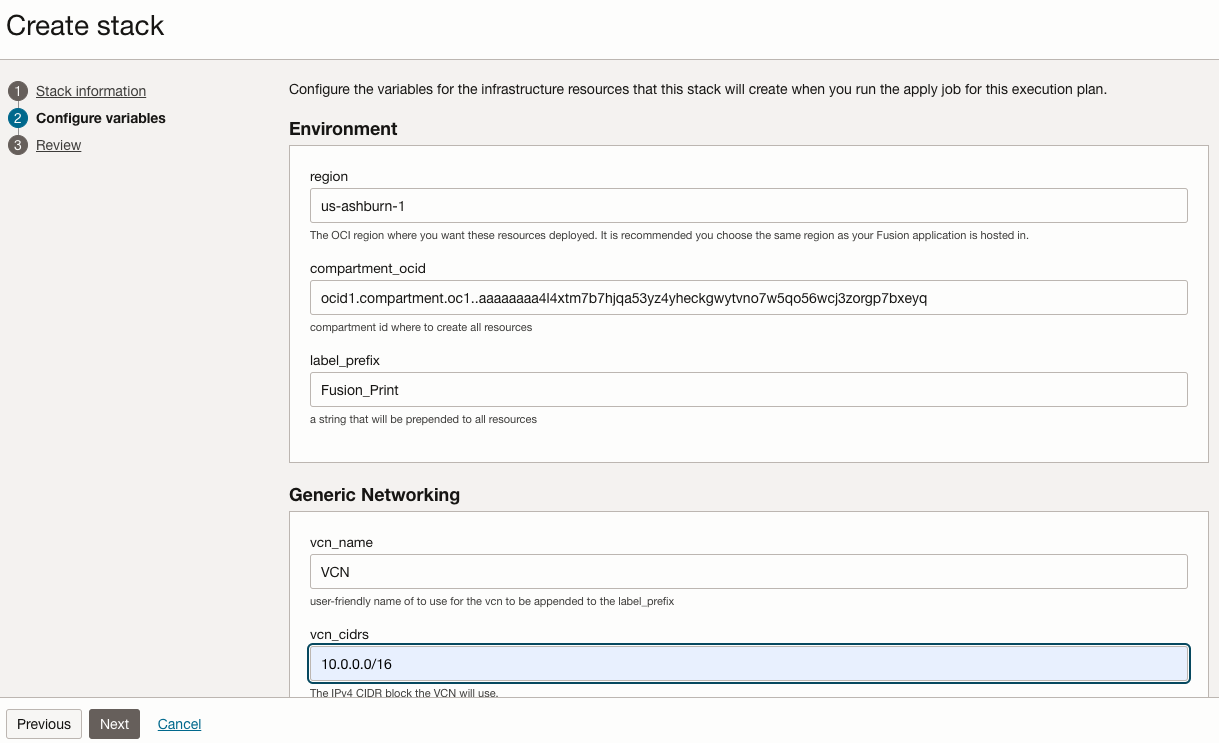 Create stack
1 Stack information
2 Configure variables
3 Review
Configure the variables for the infrastructure resources that this stack will create when you run the apply job for this execution plan.
Environment
region
us-ashburn-1
The OCI region where you want these resources deployed. It is recommended you choose the same region as your Fusion application is hosted in.
compartment_ocid
ocid1.compartment.oc1..aaaaaaaa4l4xtm7b7hjqa53yz4yheckgwytvno7w5qo56wcj3zorgp7bxeyq
compartment id where to create all resources
label_prefix
Fusion_Print
a string that will be prepended to all resources
Generic Networking
vcn_name
VCN
user-friendly name of to use for the vcn to be appended to the label_prefix
vcn_cidrs
10.0.0.0/16
The IPv4 CIDR block the VCN will use.
Previous Next Cancel